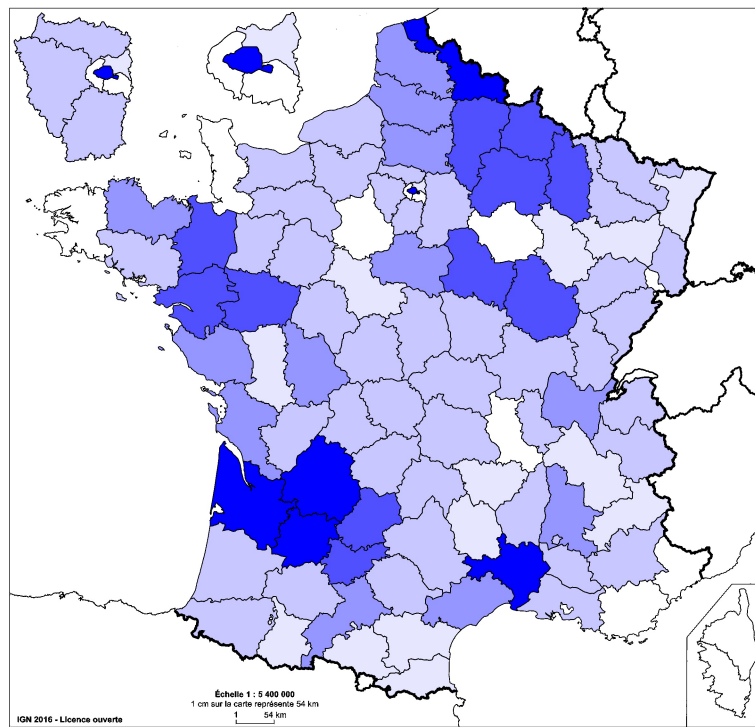 Échelle 1 : 5 400 000
1 cm sur la carte représente 54 km
1 54 km
IGN 2016 - Licence ouverte